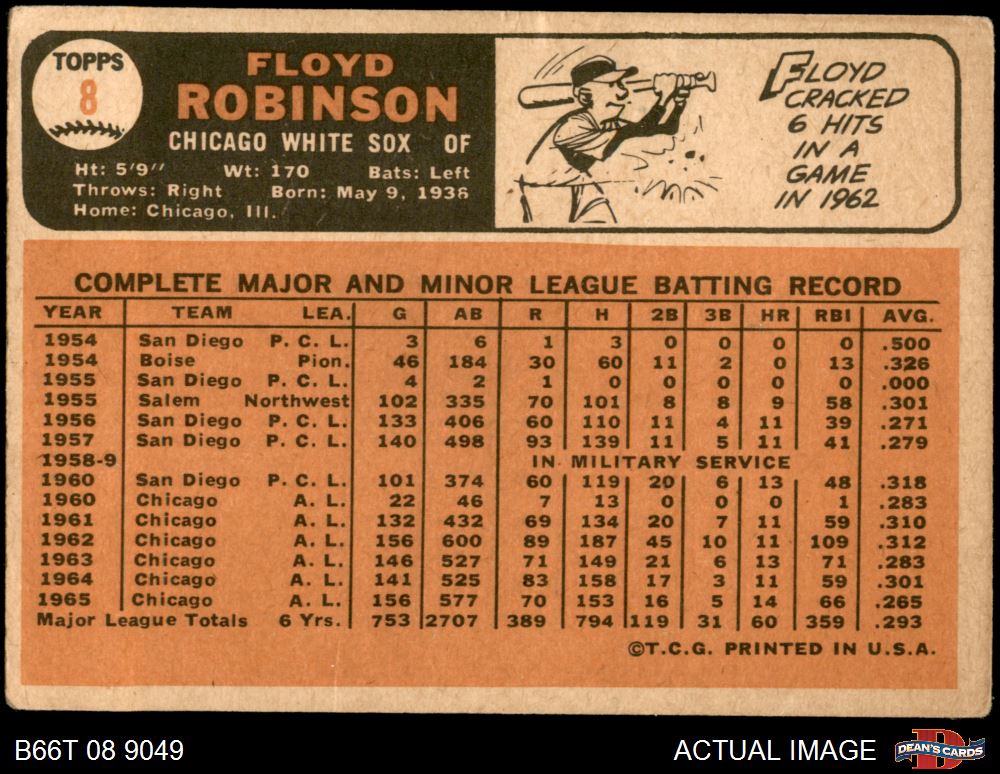 TOPPS
8
FLOYD
ROBINSON
CHICAGO WHITE SOX OF
Ht: 5'9" Wt: 170 Bats: Left
Throws: Right Born: May 9, 1936
Home: Chicago, Ill.
FLOYD
CRACKED
6 HITS
IN A
GAME
IN 1962
COMPLETE MAJOR AND MINOR LEAGUE BATTING RECORD
YEAR TEAM LEA. G AB R H 2B 3B HR RBI AVG.
1954 San Diego P. C. L. 3 6 1 3 0 0 0 0 .500
1954 Boise Pion. 46 184 30 60 11 2 0 13 .326
1955 San Diego P. C. L. 4 2 1 0 0 0 0 0 .000
1955 Salem Northwest 102 335 70 101 8 8 9 58 .301
1956 San Diego P. C. L. 133 406 60 110 11 4 11 39 .271
1957 San Diego P. C. L. 140 498 93 139 11 5 11 41 .279
1958-9 IN MILITARY SERVICE
1960 San Diego P. C. L. 101 374 60 119 20 6 13 48 .318
1960 Chicago A. L. 22 46 7 13 0 0 0 1 .283
1961 Chicago A. L. 132 432 69 134 20 7 11 59 .310
1962 Chicago A. L. 156 600 89 187 45 10 11 109 .312
1963 Chicago A. L. 146 527 71 149 21 6 13 71 .283
1964 Chicago A. L. 141 525 83 158 17 3 11 59 .301
1965 Chicago A. L. 156 577 70 153 16 5 14 66 .265
Major League Totals 6 Yrs. 753 2707 389 794 119 31 60 359 .293
©T.C.G. PRINTED IN U.S.A.
B66T 08 9049
ACTUAL IMAGE
DEAN'S CARDS